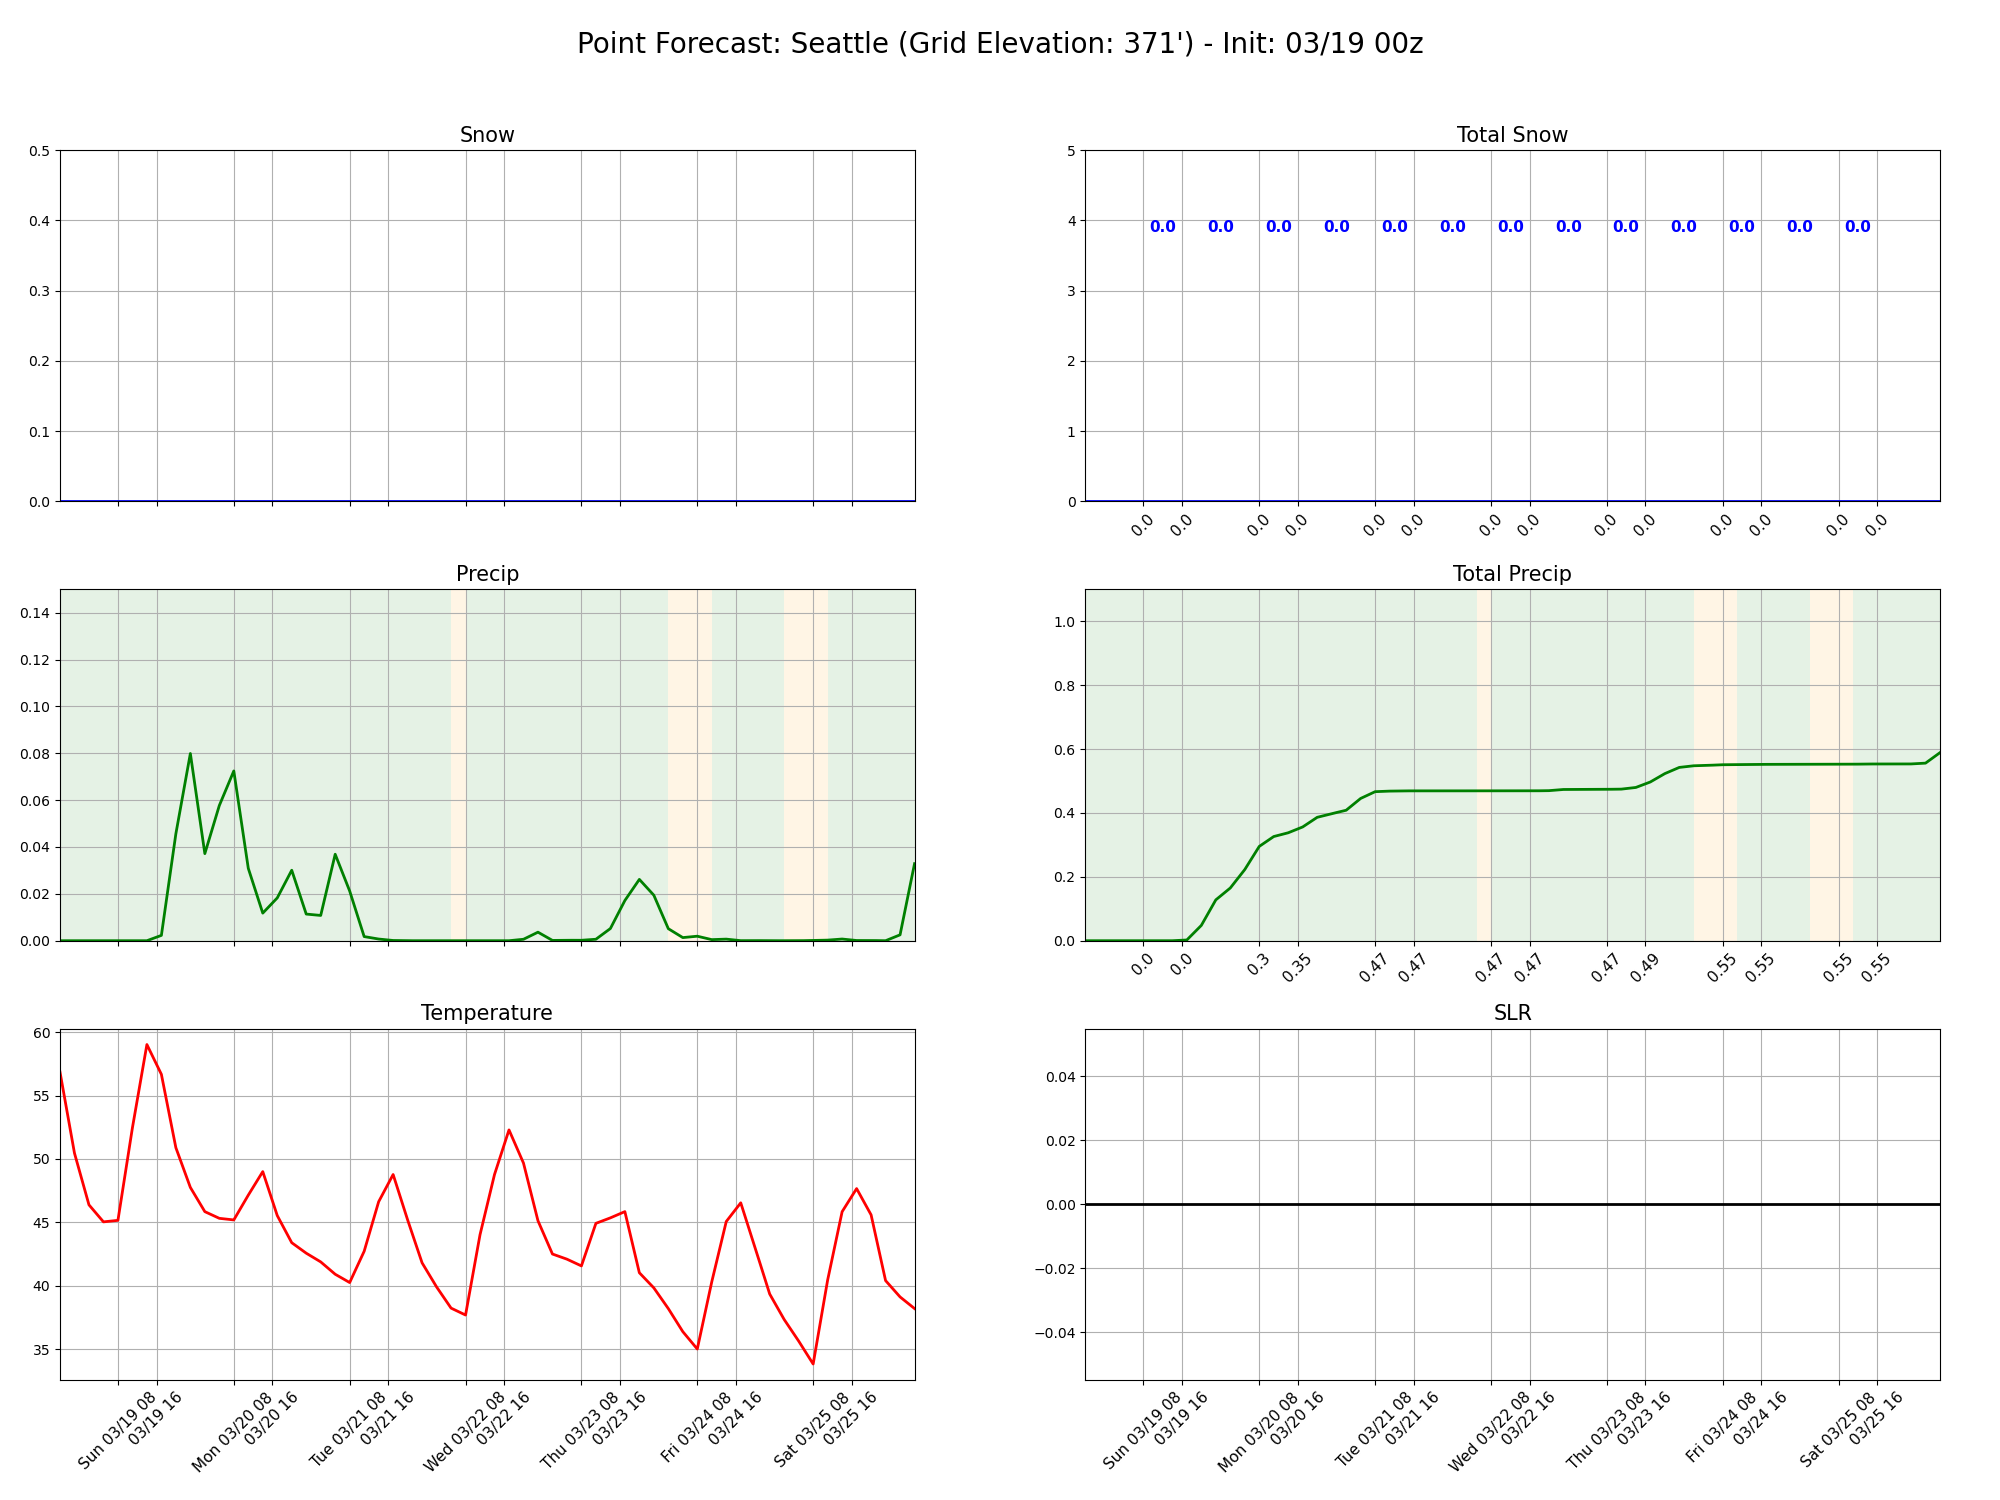 Point Forecast: Seattle (Grid Elevation: 371') - Init: 03/19 00z
Snow
0.5
0.4
0.3
0.2
0.1
0.0
Total Snow
5
4
3
2
1
0
0.0 0.0 0.0 0.0 0.0 0.0 0.0 0.0 0.0 0.0 0.0 0.0 0.0
0.0 0.0 0.0 0.0 0.0 0.0 0.0 0.0 0.0 0.0 0.0 0.0 0.0 0.0
Precip
0.14
0.12
0.10
0.08
0.06
0.04
0.02
0.00
Total Precip
1.0
0.8
0.6
0.4
0.2
0.0
0.0 0.0 0.3 0.35 0.47 0.47 0.47 0.47 0.47 0.49 0.55 0.55 0.55 0.55
Temperature
60
55
50
45
40
35
Sun 03/19 08
03/19 16
Mon 03/20 08
03/20 16
Tue 03/21 08
03/21 16
Wed 03/22 08
03/22 16
Thu 03/23 08
03/23 16
Fri 03/24 08
03/24 16
Sat 03/25 08
03/25 16
SLR
0.04
0.02
0.00
−0.02
−0.04
Sun 03/19 08
03/19 16
Mon 03/20 08
03/20 16
Tue 03/21 08
03/21 16
Wed 03/22 08
03/22 16
Thu 03/23 08
03/23 16
Fri 03/24 08
03/24 16
Sat 03/25 08
03/25 16